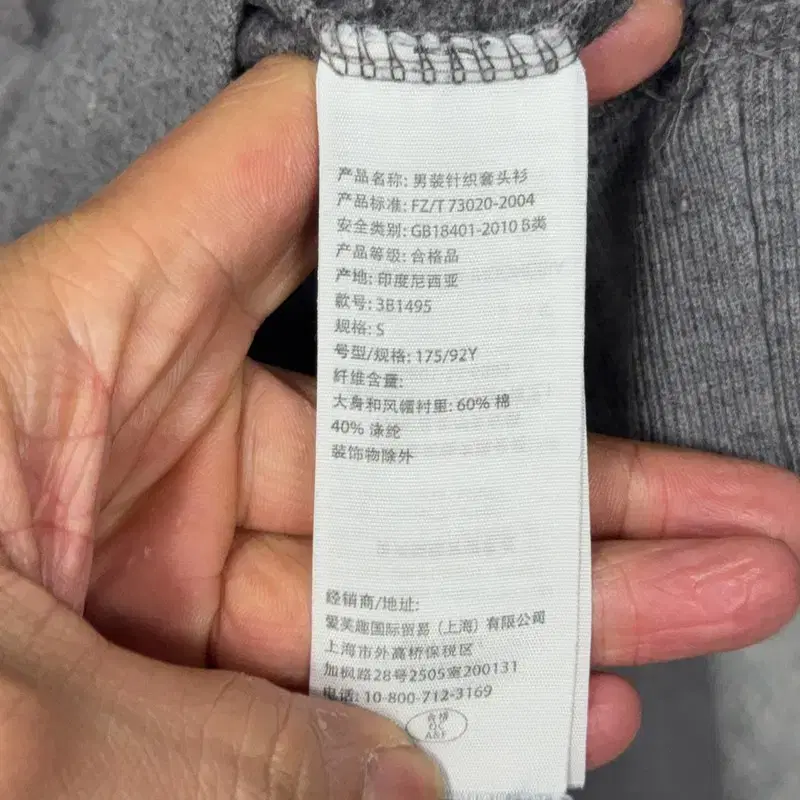 产品名称: 男装针织套头衫
产品标准: FZ/T 73020-2004
安全类别: GB18401-2010 B类
产品等级: 合格品
产地: 印度尼西亚
款号: 3B1495
规格: S
号型/规格: 175/92Y
纤维含量:
大身和风帽衬里: 60% 棉
40% 涤纶
装饰物除外
经销商/地址:
爱芙趣国际贸易 (上海) 有限公司
上海市外高桥保税区
加枫路28号2505室200131
电话: 10-800-712-3169
合格
QC
A&F